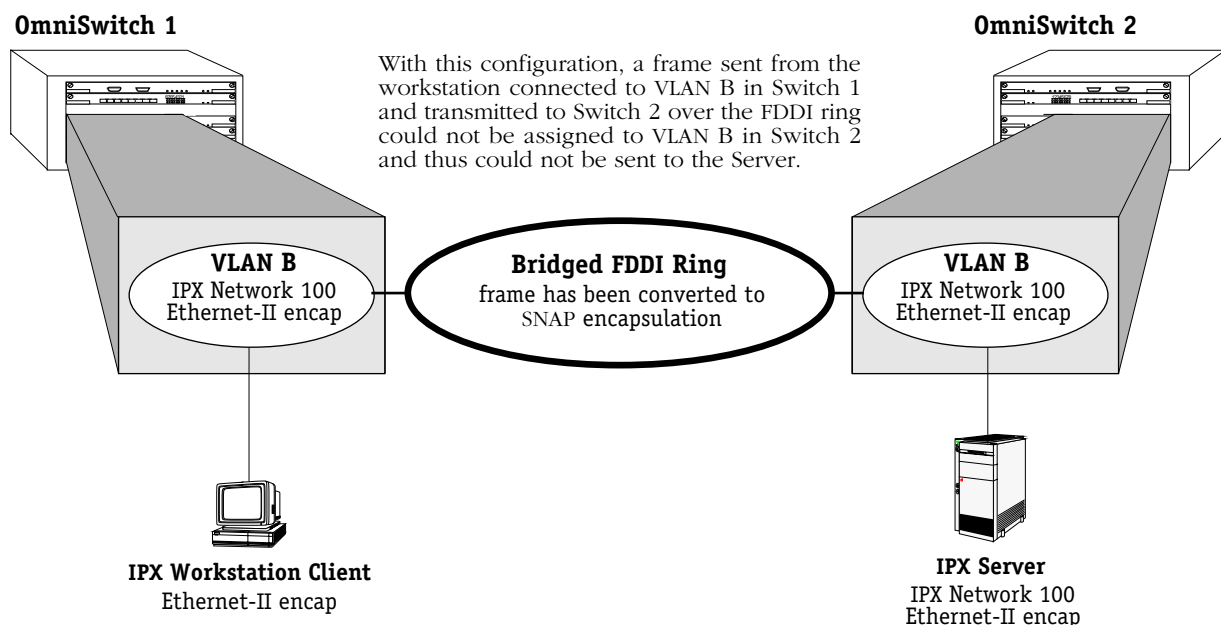 OmniSwitch 1
OmniSwitch 2
With this configuration, a frame sent from the
workstation connected to VLAN B in Switch 1
and transmitted to Switch 2 over the FDDI ring
could not be assigned to VLAN B in Switch 2
and thus could not be sent to the Server.
VLAN B
IPX Network 100
Ethernet-II encap
Bridged FDDI Ring
frame has been converted to
SNAP encapsulation
VLAN B
IPX Network 100
Ethernet-II encap
IPX Workstation Client
Ethernet-II encap
IPX Server
IPX Network 100
Ethernet-II encap